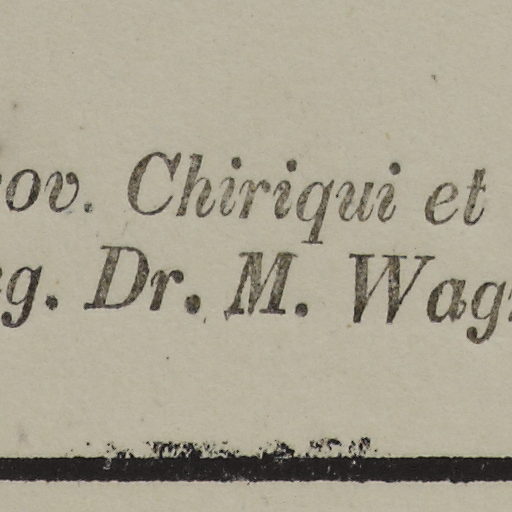 ov. Chiriqui et
g. Dr. M. Wag